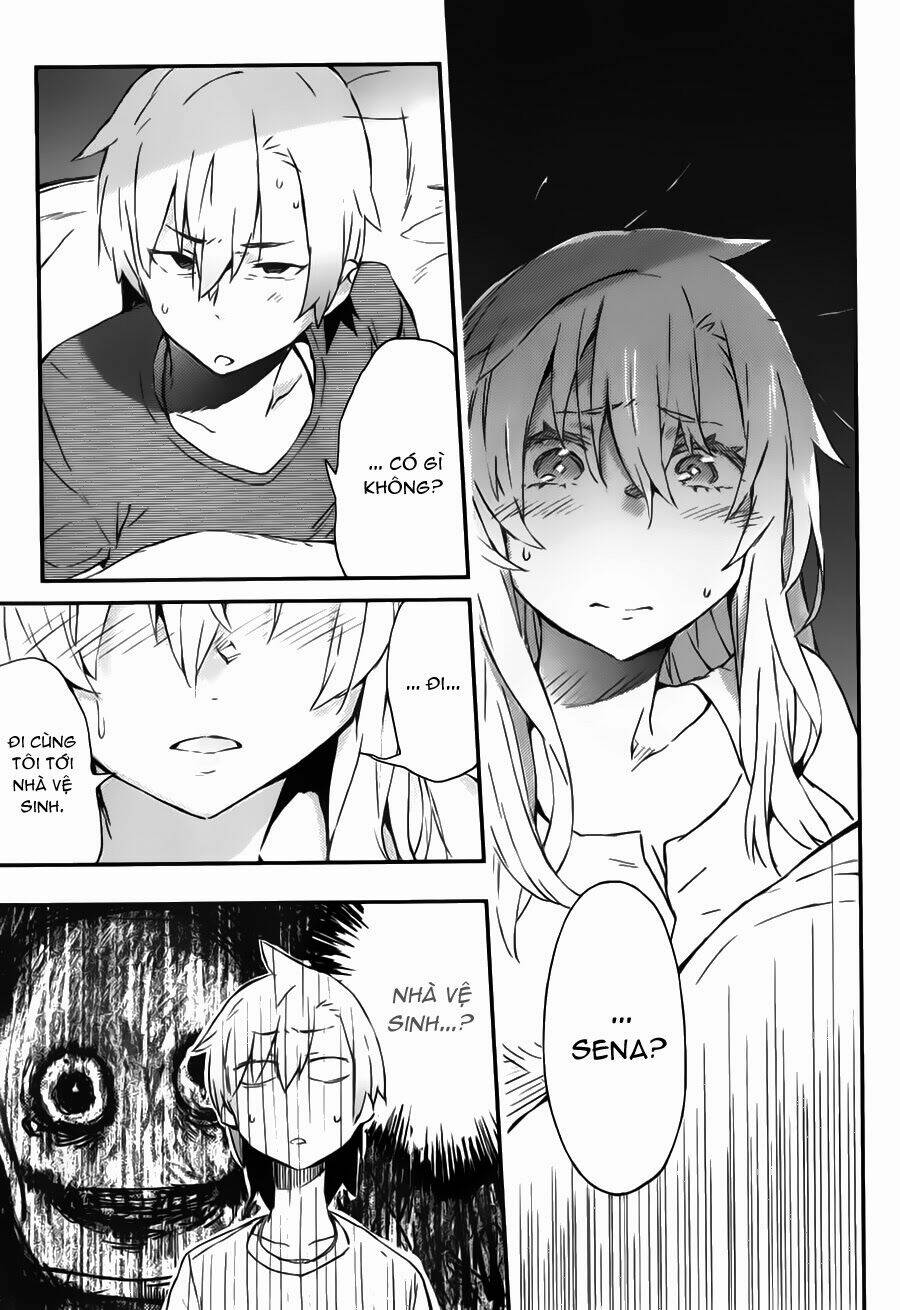 ...
SENA?
... CÓ GÌ
KHÔNG?
... ĐI...
ĐI CÙNG
TÔI TỚI
NHÀ VỆ
SINH.
NHÀ VỆ
SINH...?